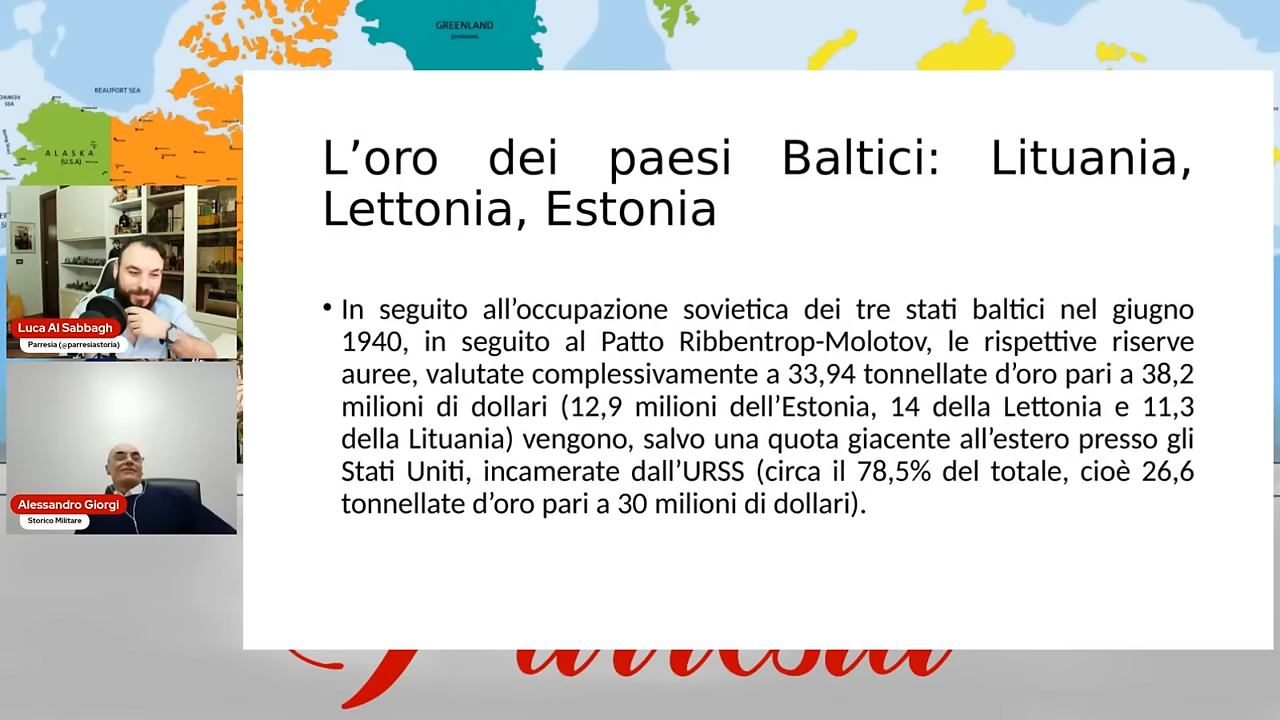 GREENLAND
(DENMARK)
BEAUFORT SEA
CHUKCHI
SEA
ALASKA
(U.S.A)
L’oro dei paesi Baltici: Lituania,
Lettonia, Estonia
• In seguito all’occupazione sovietica dei tre stati baltici nel giugno
1940, in seguito al Patto Ribbentrop-Molotov, le rispettive riserve
auree, valutate complessivamente a 33,94 tonnellate d’oro pari a 38,2
milioni di dollari (12,9 milioni dell’Estonia, 14 della Lettonia e 11,3
della Lituania) vengono, salvo una quota giacente all’estero presso gli
Stati Uniti, incamerate dall’URSS (circa il 78,5% del totale, cioè 26,6
tonnellate d’oro pari a 30 milioni di dollari).
Luca Al Sabbagh
Parresia (@parresiastoria)
Alessandro Giorgi
Storico Militare